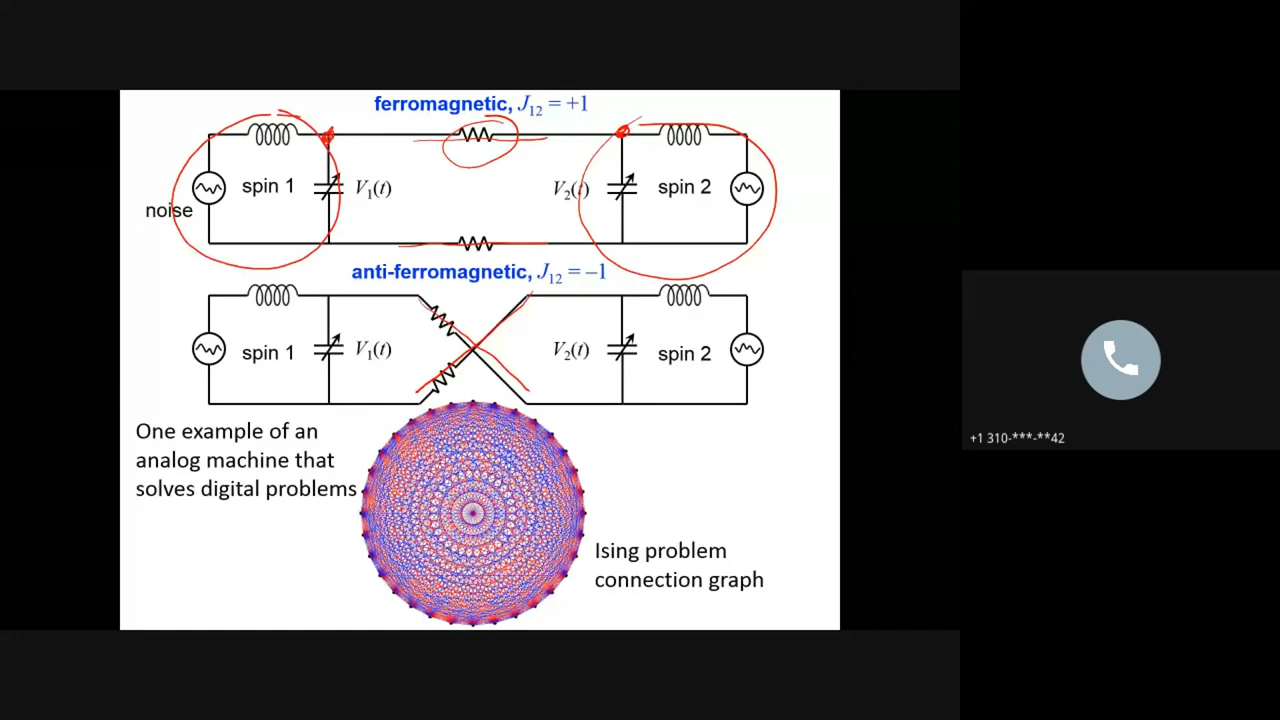 ferromagnetic, J12 = +1
spin 1
V1(t)
V2(t)
spin 2
noise
anti-ferromagnetic, J12 = –1
spin 1
V1(t)
V2(t)
spin 2
One example of an
analog machine that
solves digital problems
Ising problem
connection graph
+1 310-***-**42